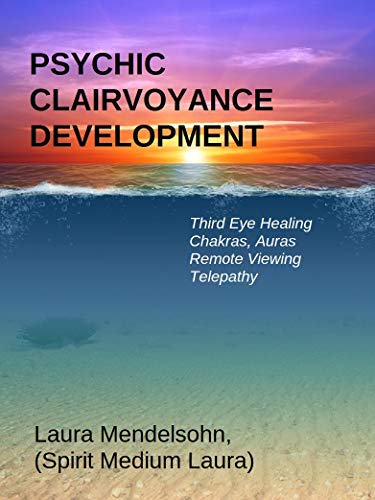 PSYCHIC
CLAIRVOYANCE
DEVELOPMENT
Third Eye Healing
Chakras, Auras
Remote Viewing
Telepathy
Laura Mendelsohn,
(Spirit Medium Laura)